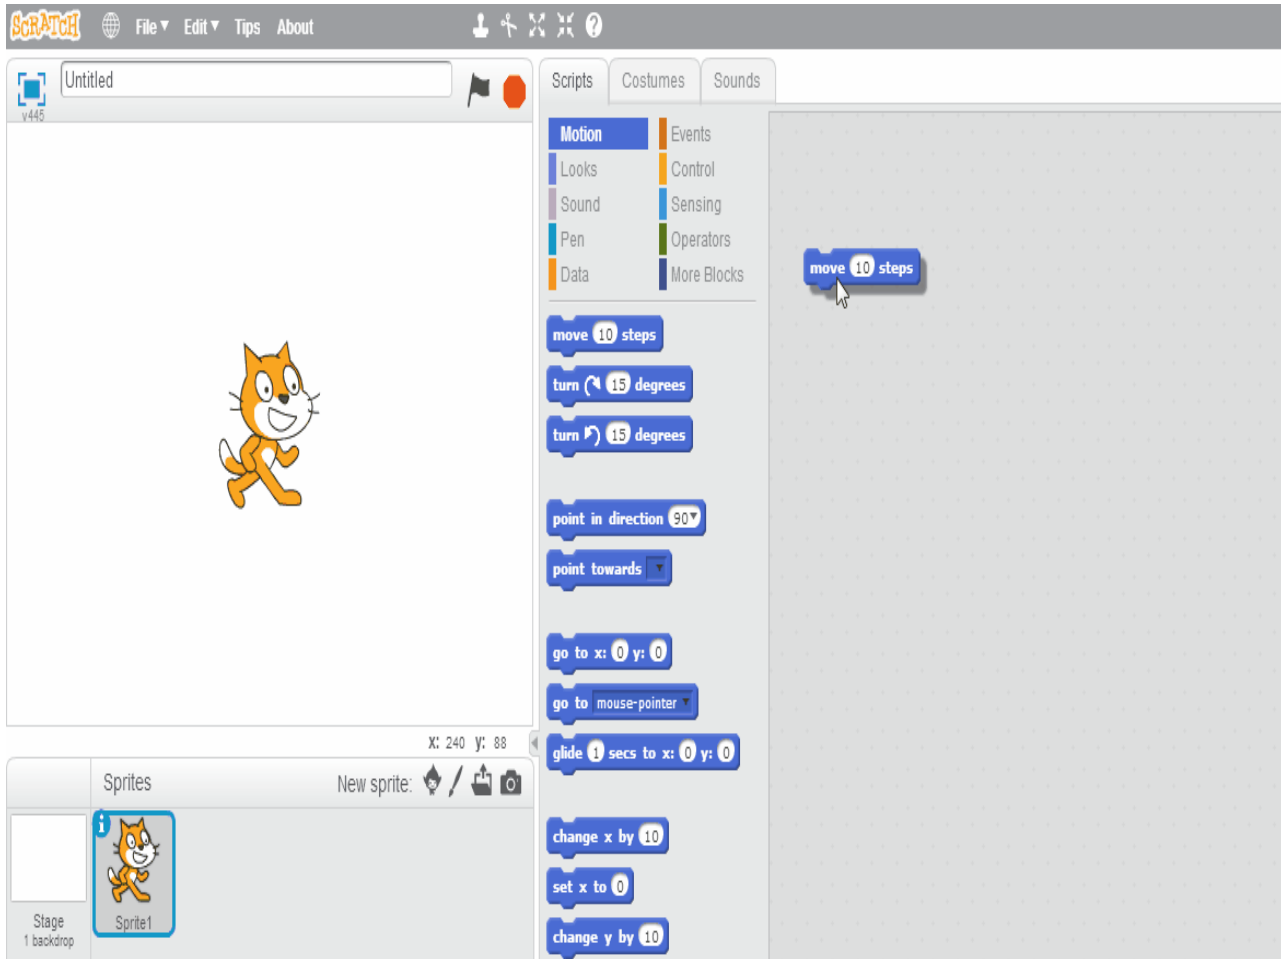 SCRATCH File Edit Tips About
Untitled
v445
Scripts Costumes Sounds
Motion Events
Looks Control
Sound Sensing
Pen Operators
Data More Blocks
move 10 steps
move 10 steps
turn 15 degrees
turn 15 degrees
point in direction 90
point towards
go to x: 0 y: 0
go to mouse-pointer
glide 1 secs to x: 0 y: 0
change x by 10
set x to 0
change y by 10
x: 240 y: 88
Sprites New sprite:
Stage
1 backdrop
Sprite1